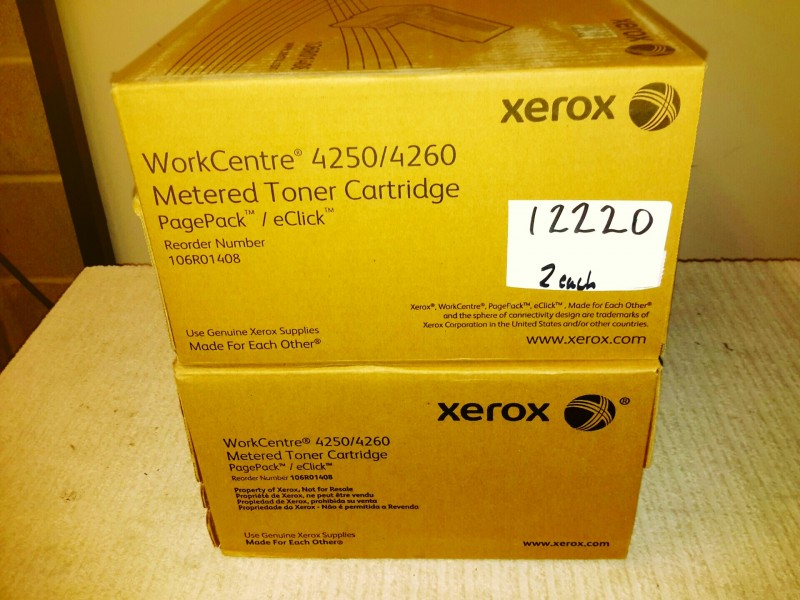 xerox
WorkCentre® 4250/4260
Metered Toner Cartridge
PagePack™ / eClick™
Reorder Number
106R01408
12220
2 each
Xerox®, WorkCentre®, PagePack™, eClick™, Made for Each Other®
and the sphere of connectivity design are trademarks of
Xerox Corporation in the United States and/or other countries.
Use Genuine Xerox Supplies
Made For Each Other®
www.xerox.com
xerox ®
WorkCentre® 4250/4260
Metered Toner Cartridge
PagePack™ / eClick™
Reorder Number 106R01408
Property of Xerox, Not for Resale
Propriété de Xerox, ne peut être vendu
Propiedad de Xerox, prohibida su venta
Propriedade da Xerox - Não é permitida a Revenda
Use Genuine Xerox Supplies
Made For Each Other®
www.xerox.com